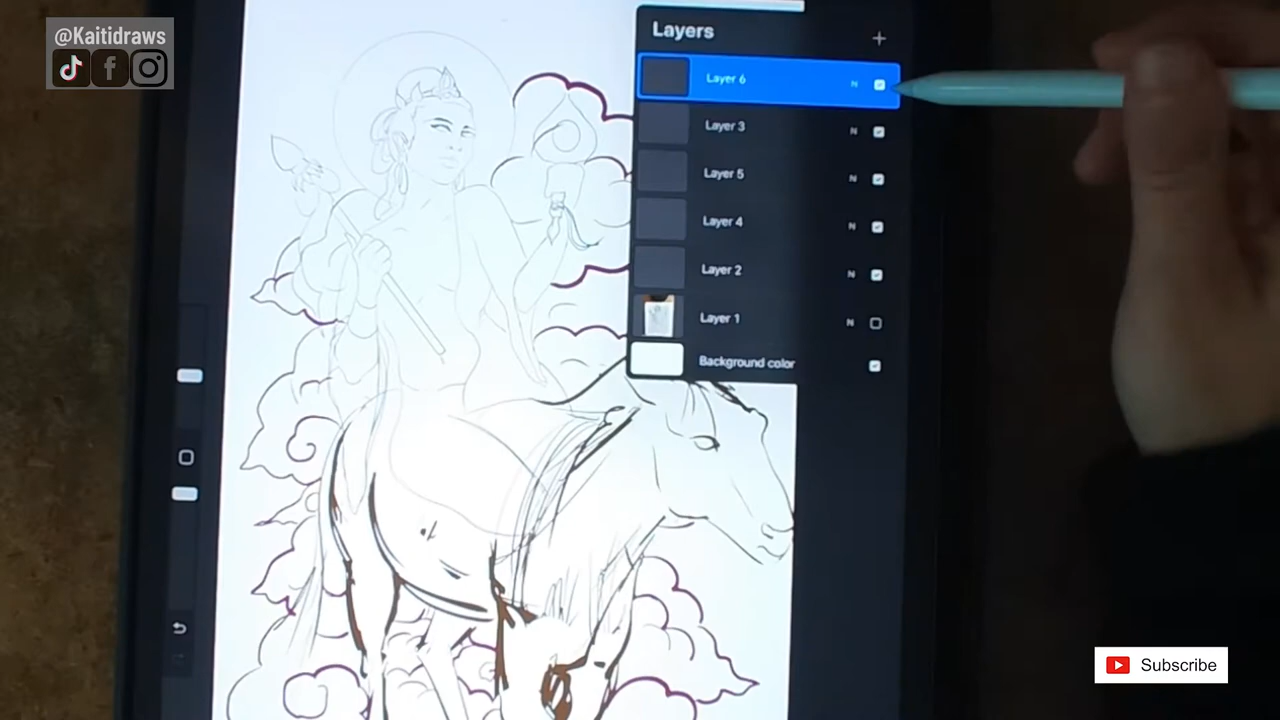 @Kaitidraws
Layers
Layer 6
N
Layer 3
N
Layer 5
N
Layer 4
N
Layer 2
N
Layer 1
N
Background color
Subscribe